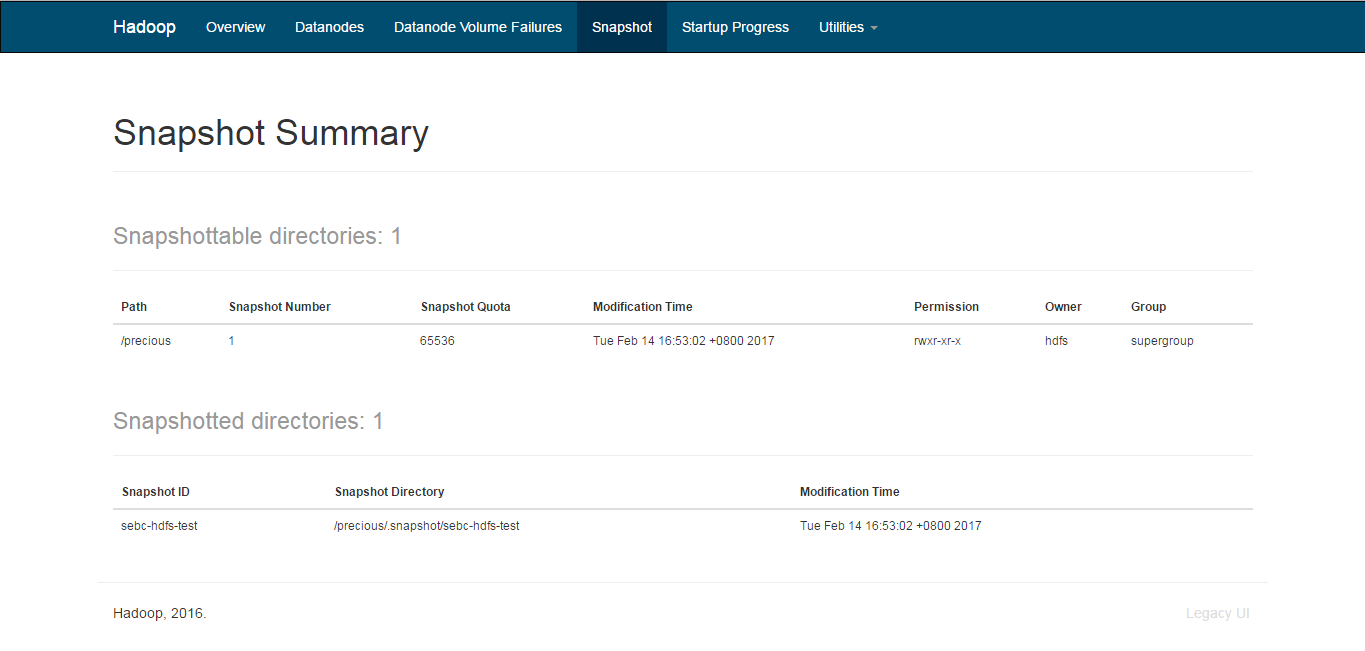 Hadoop Overview Datanodes Datanode Volume Failures Snapshot Startup Progress Utilities
Snapshot Summary
Snapshottable directories: 1
Path Snapshot Number Snapshot Quota Modification Time Permission Owner Group
/precious 1 65536 Tue Feb 14 16:53:02 +0800 2017 rwxr-xr-x hdfs supergroup
Snapshotted directories: 1
Snapshot ID Snapshot Directory Modification Time
sebc-hdfs-test /precious/.snapshot/sebc-hdfs-test Tue Feb 14 16:53:02 +0800 2017
Hadoop, 2016. Legacy UI